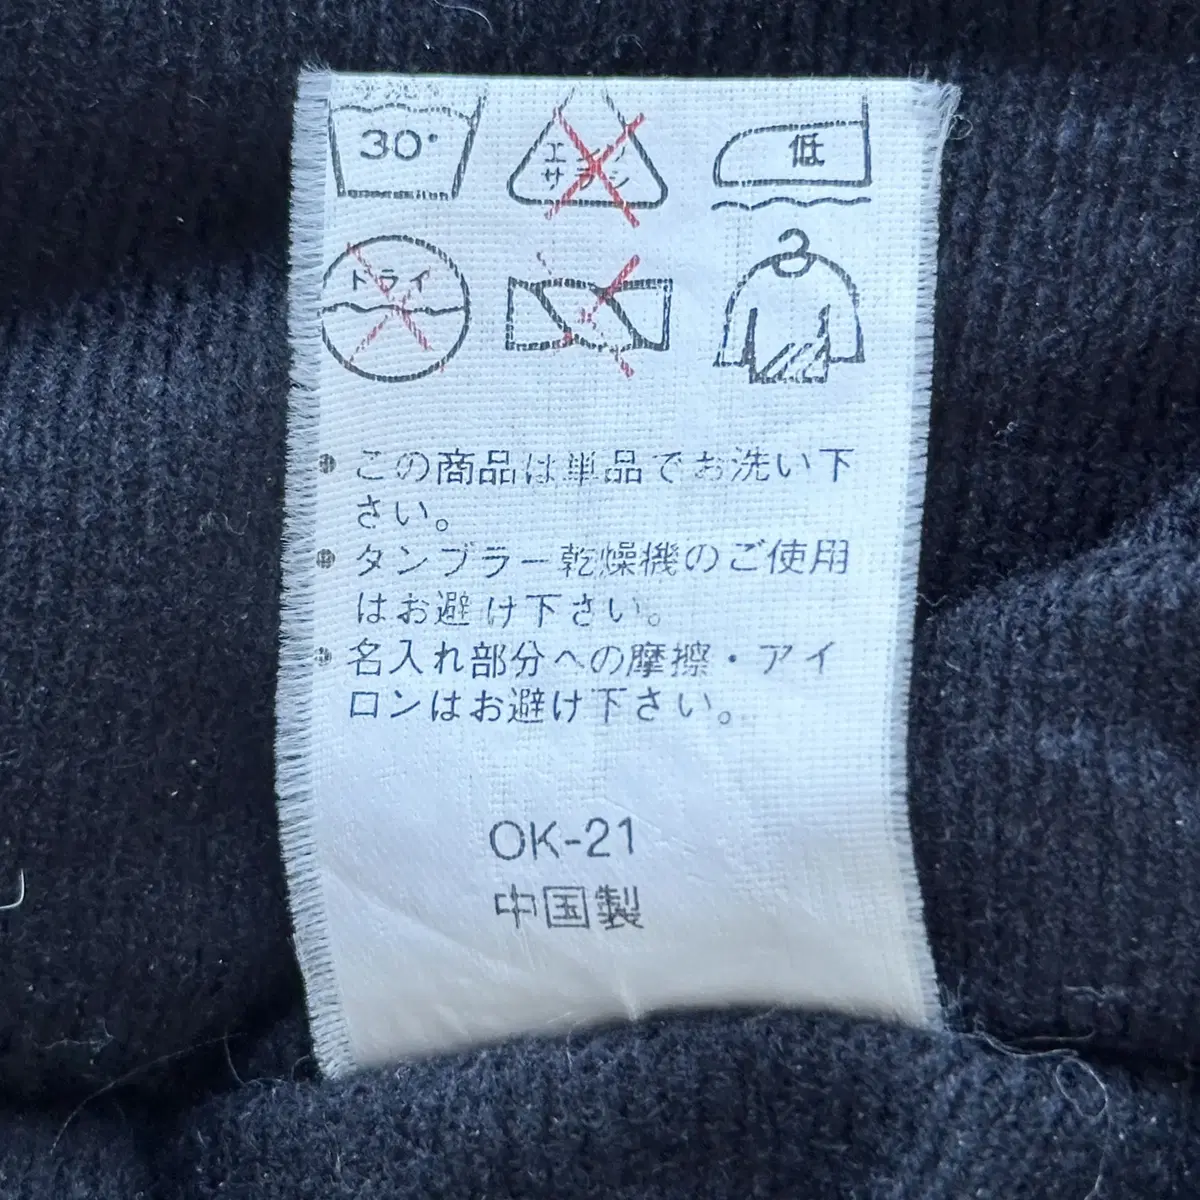 30°
エンソ
サラシ
低
ドライ
• この商品は単品でお洗い下
さい。
• タンブラー乾燥機のご使用
はお避け下さい。
• 名入れ部分への摩擦・アイ
ロンはお避け下さい。
OK-21
中国製